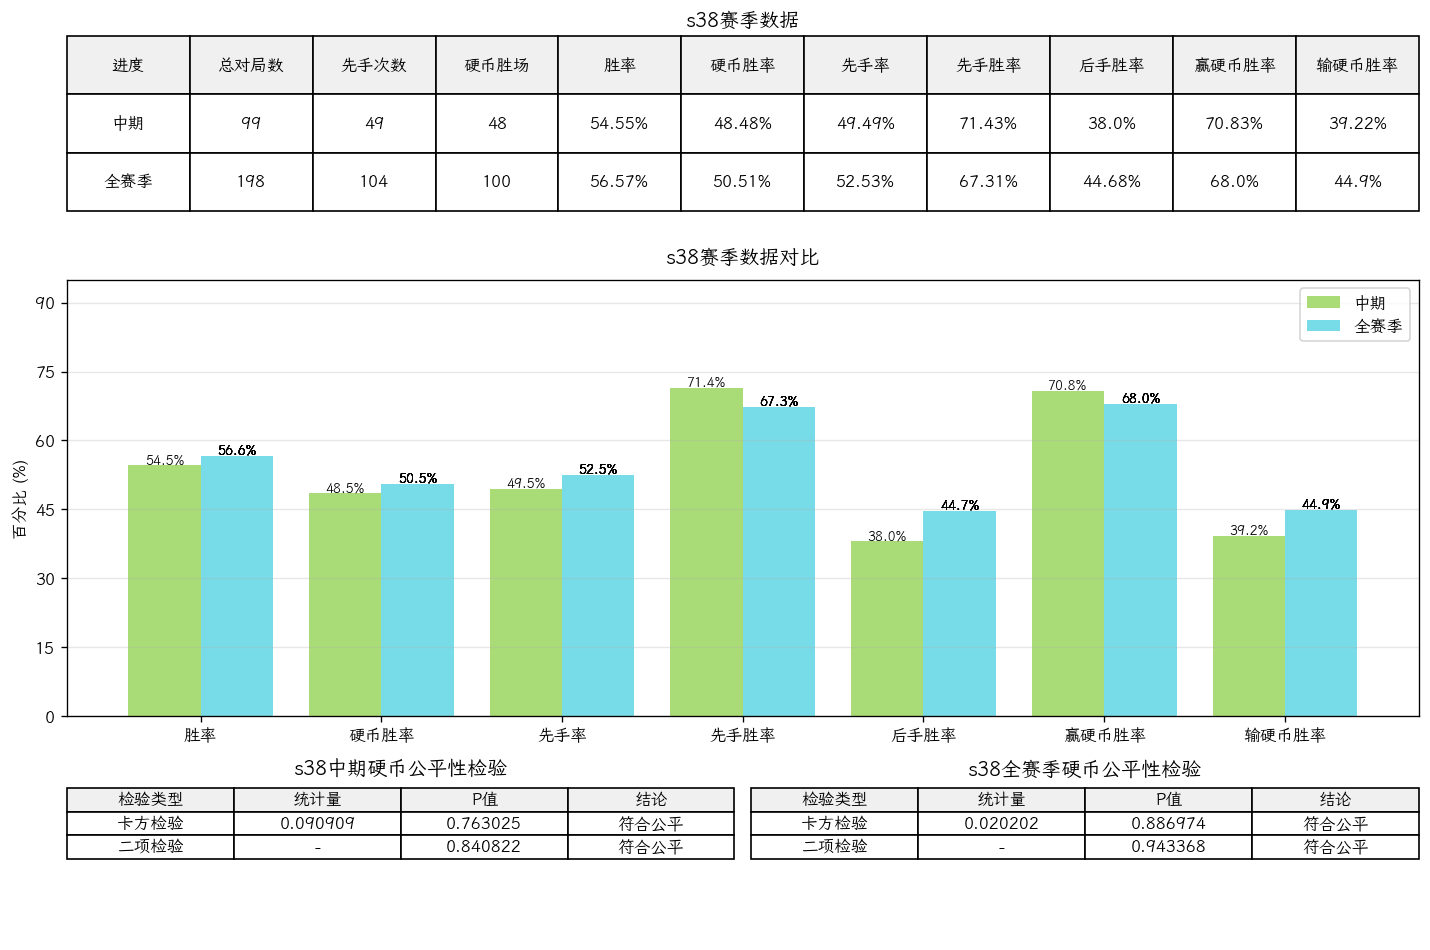 s38赛季数据
进度 总对局数 先手次数 硬币胜场 胜率 硬币胜率 先手率 先手胜率 后手胜率 赢硬币胜率 输硬币胜率
中期 99 49 48 54.55% 48.48% 49.49% 71.43% 38.0% 70.83% 39.22%
全赛季 198 104 100 56.57% 50.51% 52.53% 67.31% 44.68% 68.0% 44.9%
s38赛季数据对比
百分比 (%)
90
75
60
45
30
15
0
中期
全赛季
54.5% 56.6% 48.5% 50.5% 49.5% 52.5% 71.4% 67.3% 38.0% 44.7% 70.8% 68.0% 39.2% 44.9%
胜率 硬币胜率 先手率 先手胜率 后手胜率 赢硬币胜率 输硬币胜率
s38中期硬币公平性检验
检验类型 统计量 P值 结论
卡方检验 0.090909 0.763025 符合公平
二项检验 - 0.840822 符合公平
s38全赛季硬币公平性检验
检验类型 统计量 P值 结论
卡方检验 0.020202 0.886974 符合公平
二项检验 - 0.943368 符合公平